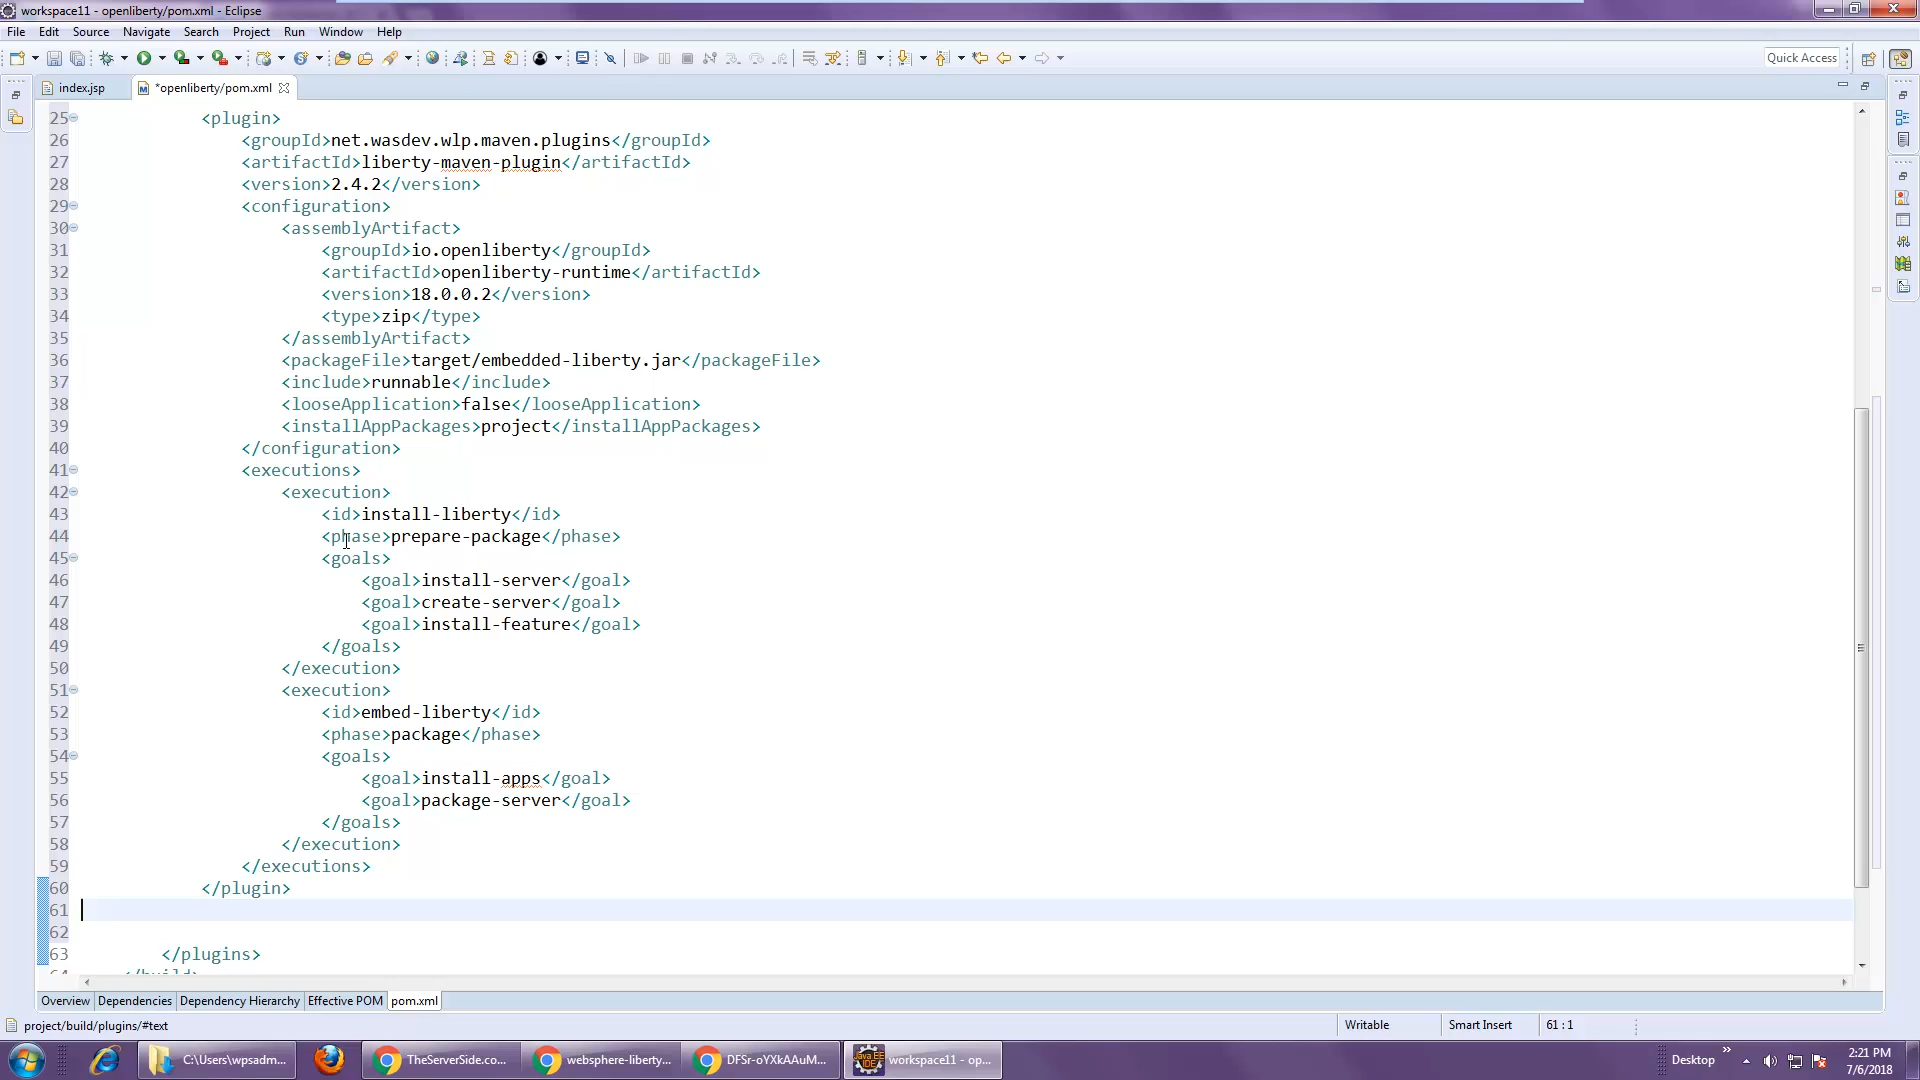 workspace11 - openliberty/pom.xml - Eclipse
File Edit Source Navigate Search Project Run Window Help
Quick Access
index.jsp *openliberty/pom.xml
25 <plugin>
26 <groupId>net.wasdev.wlp.maven.plugins</groupId>
27 <artifactId>liberty-maven-plugin</artifactId>
28 <version>2.4.2</version>
29 <configuration>
30 <assemblyArtifact>
31 <groupId>io.openliberty</groupId>
32 <artifactId>openliberty-runtime</artifactId>
33 <version>18.0.0.2</version>
34 <type>zip</type>
35 </assemblyArtifact>
36 <packageFile>target/embedded-liberty.jar</packageFile>
37 <include>runnable</include>
38 <looseApplication>false</looseApplication>
39 <installAppPackages>project</installAppPackages>
40 </configuration>
41 <executions>
42 <execution>
43 <id>install-liberty</id>
44 <phase>prepare-package</phase>
45 <goals>
46 <goal>install-server</goal>
47 <goal>create-server</goal>
48 <goal>install-feature</goal>
49 </goals>
50 </execution>
51 <execution>
52 <id>embed-liberty</id>
53 <phase>package</phase>
54 <goals>
55 <goal>install-apps</goal>
56 <goal>package-server</goal>
57 </goals>
58 </execution>
59 </executions>
60 </plugin>
61
62
63 </plugins>
64 </build>
Overview Dependencies Dependency Hierarchy Effective POM pom.xml
project/build/plugins/#text Writable Smart Insert 61 : 1
C:\Users\wpsadm... TheServerSide.co... websphere-liberty... DFSr-oYXkAAuM... workspace11 - op... Desktop 2:21 PM
7/6/2018